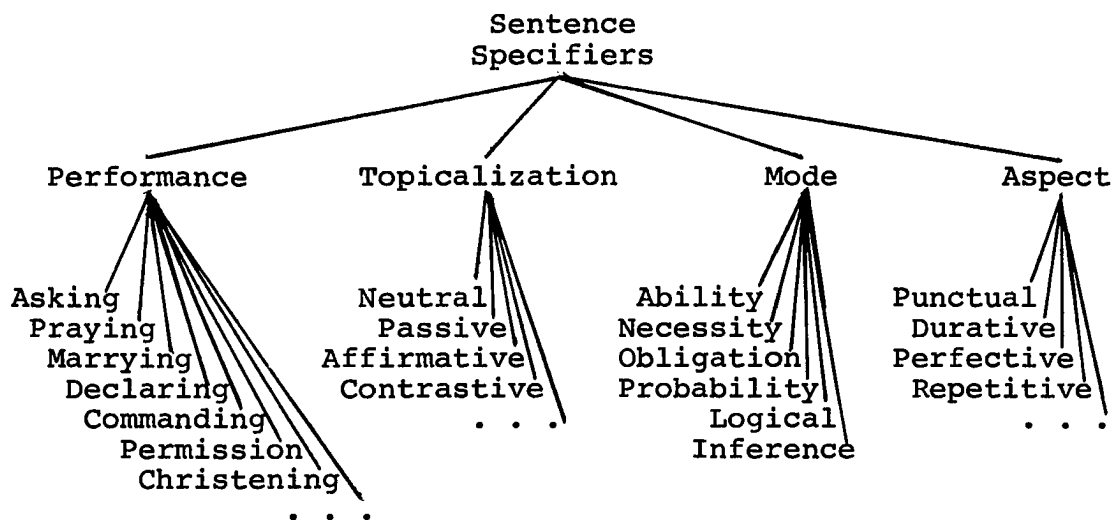 Sentence
Specifiers
Performance Topicalization Mode Aspect
Asking
Praying
Marrying
Declaring
Commanding
Permission
Christening
. . .
Neutral
Passive
Affirmative
Contrastive
. . .
Ability
Necessity
Obligation
Probability
Logical
Inference
Punctual
Durative
Perfective
Repetitive
. . .